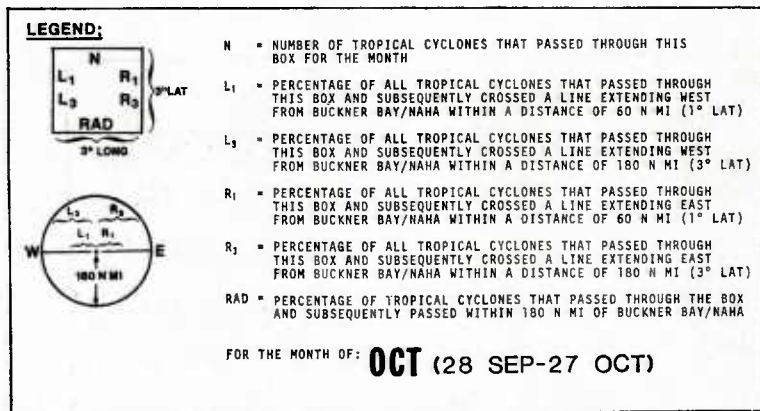 LEGEND:
N
L1 R1
L3 R3
RAD
3° LAT
3° LONG
L3 R3
L1 R1
W E
180 N MI
N = NUMBER OF TROPICAL CYCLONES THAT PASSED THROUGH THIS
BOX FOR THE MONTH
L1 = PERCENTAGE OF ALL TROPICAL CYCLONES THAT PASSED THROUGH
THIS BOX AND SUBSEQUENTLY CROSSED A LINE EXTENDING WEST
FROM BUCKNER BAY/NAHA WITHIN A DISTANCE OF 60 N MI (1° LAT)
L3 = PERCENTAGE OF ALL TROPICAL CYCLONES THAT PASSED THROUGH
THIS BOX AND SUBSEQUENTLY CROSSED A LINE EXTENDING WEST
FROM BUCKNER BAY/NAHA WITHIN A DISTANCE OF 180 N MI (3° LAT)
R1 = PERCENTAGE OF ALL TROPICAL CYCLONES THAT PASSED THROUGH
THIS BOX AND SUBSEQUENTLY CROSSED A LINE EXTENDING EAST
FROM BUCKNER BAY/NAHA WITHIN A DISTANCE OF 60 N MI (1° LAT)
R3 = PERCENTAGE OF ALL TROPICAL CYCLONES THAT PASSED THROUGH
THIS BOX AND SUBSEQUENTLY CROSSED A LINE EXTENDING EAST
FROM BUCKNER BAY/NAHA WITHIN A DISTANCE OF 180 N MI (3° LAT)
RAD = PERCENTAGE OF TROPICAL CYCLONES THAT PASSED THROUGH THE BOX
AND SUBSEQUENTLY PASSED WITHIN 180 N MI OF BUCKNER BAY/NAHA
FOR THE MONTH OF: OCT (28 SEP-27 OCT)